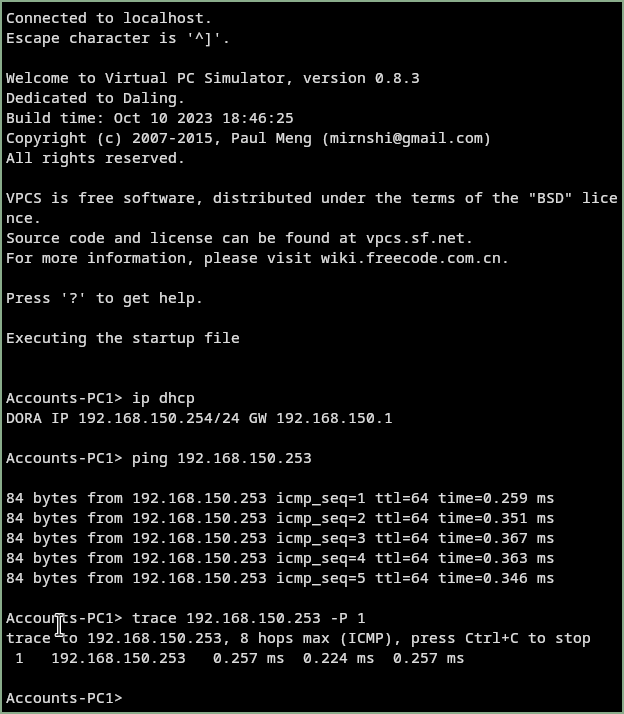 Connected to localhost.
Escape character is '^]'.
Welcome to Virtual PC Simulator, version 0.8.3
Dedicated to Daling.
Build time: Oct 10 2023 18:46:25
Copyright (c) 2007-2015, Paul Meng (mirnshi@gmail.com)
All rights reserved.
VPCS is free software, distributed under the terms of the "BSD" lice
nce.
Source code and license can be found at vpcs.sf.net.
For more information, please visit wiki.freecode.com.cn.
Press '?' to get help.
Executing the startup file
Accounts-PC1> ip dhcp
DORA IP 192.168.150.254/24 GW 192.168.150.1
Accounts-PC1> ping 192.168.150.253
84 bytes from 192.168.150.253 icmp_seq=1 ttl=64 time=0.259 ms
84 bytes from 192.168.150.253 icmp_seq=2 ttl=64 time=0.351 ms
84 bytes from 192.168.150.253 icmp_seq=3 ttl=64 time=0.367 ms
84 bytes from 192.168.150.253 icmp_seq=4 ttl=64 time=0.363 ms
84 bytes from 192.168.150.253 icmp_seq=5 ttl=64 time=0.346 ms
Accounts-PC1> trace 192.168.150.253 -P 1
trace to 192.168.150.253, 8 hops max (ICMP), press Ctrl+C to stop
 1   192.168.150.253   0.257 ms  0.224 ms  0.257 ms
Accounts-PC1>